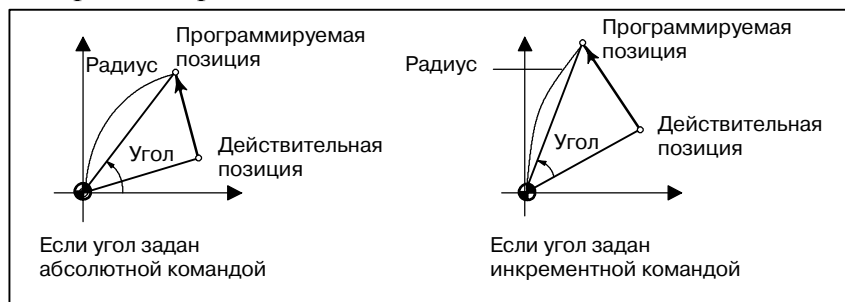 Программируемая
позиция
Радиус
Угол
Действительная
позиция
Если угол задан
абсолютной командой
Программируемая
позиция
Радиус
Угол
Действительная
позиция
Если угол задан
инкрементной командой